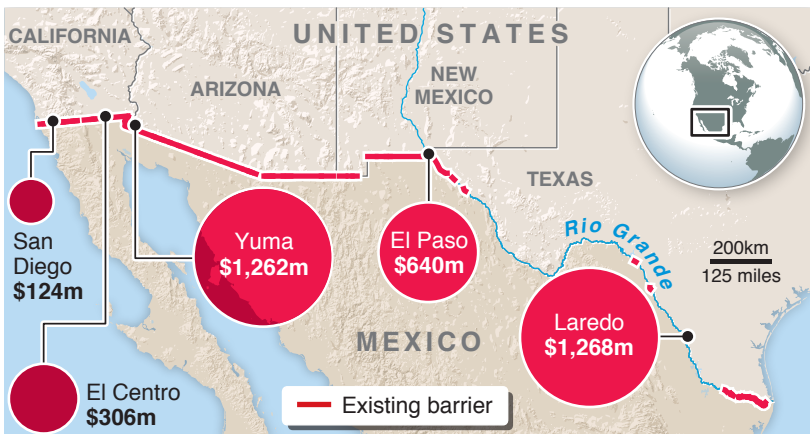 UNITED STATES
CALIFORNIA
ARIZONA
NEW
MEXICO
TEXAS
Rio Grande
200km
125 miles
San
Diego
$124m
Yuma
$1,262m
El Paso
$640m
Laredo
$1,268m
MEXICO
El Centro
$306m
Existing barrier